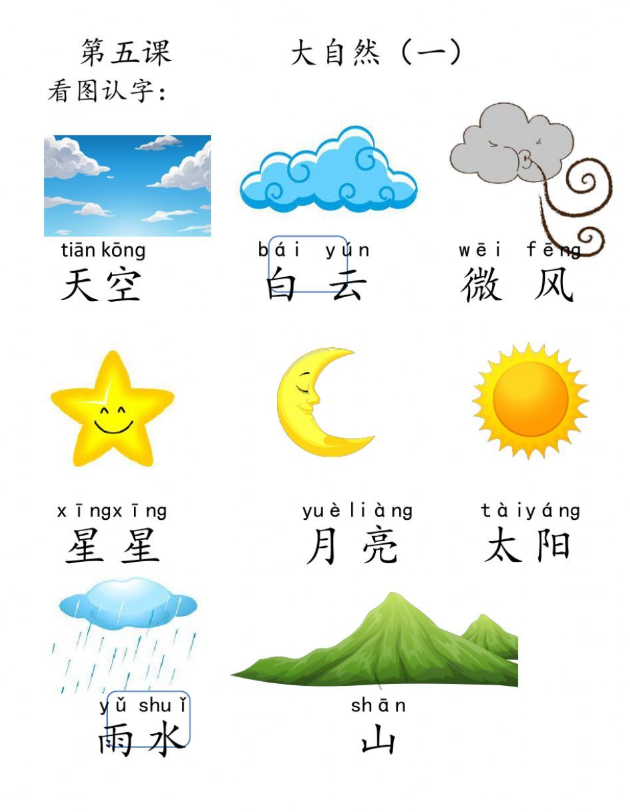 第五课 大自然（一）
看图认字：
tiān kōng bái yún wēi fēng
天空 白云 微风
xīngxīng yuèliàng tàiyáng
星星 月亮 太阳
yǔ shuǐ shān
雨水 山